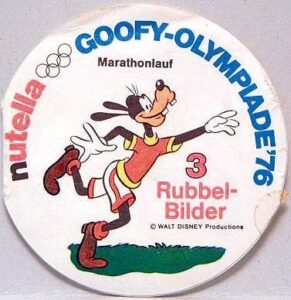 nutella
GOOFY-OLYMPIADE '76
Marathonlauf
3
Rubbel-
Bilder
© WALT DISNEY Productions